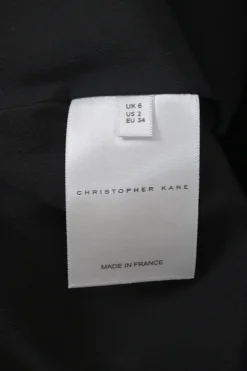 UK 6
US 2
EU 34
CHRISTOPHER KANE
MADE IN FRANCE